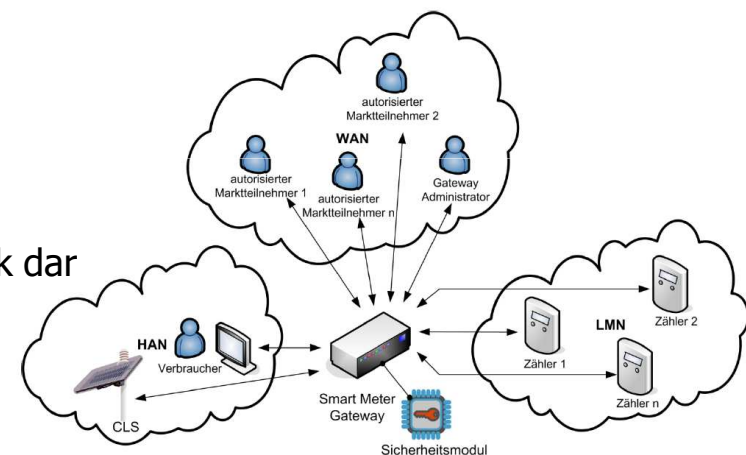 autorisierter
Marktteilnehmer 2
WAN
autorisierter
Marktteilnehmer 1
autorisierter
Marktteilnehmer n
Gateway
Administrator
k dar
HAN
Verbraucher
CLS
Smart Meter
Gateway
Sicherheitsmodul
LMN
Zähler 2
Zähler 1
Zähler n